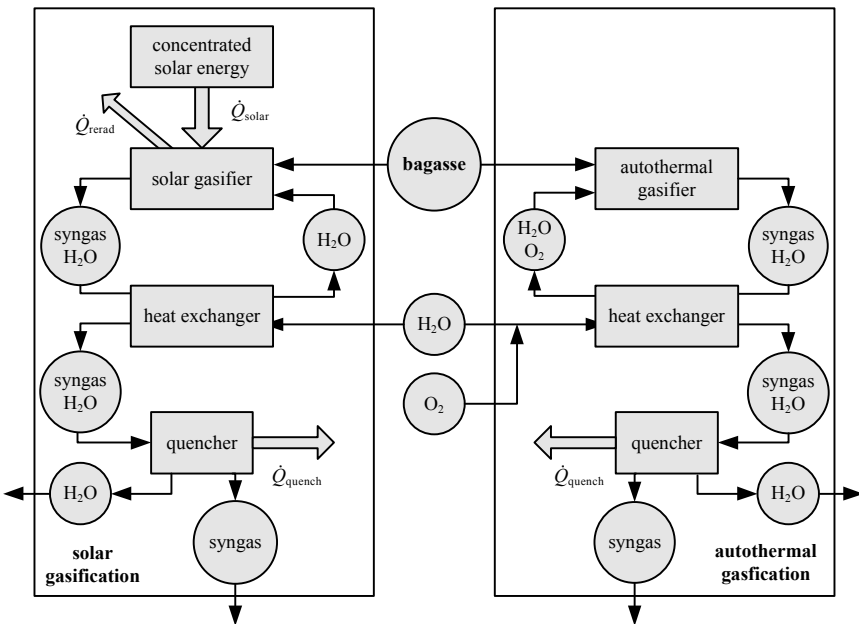 concentrated
solar energy
Q̇rerad
Q̇solar
solar gasifier
bagasse
autothermal
gasifier
syngas
H₂O
H₂O
H₂O
O₂
syngas
H₂O
heat exchanger
H₂O
heat exchanger
syngas
H₂O
O₂
syngas
H₂O
quencher
Q̇quench
quencher
Q̇quench
H₂O
H₂O
syngas
syngas
solar
gasification
autothermal
gasfication